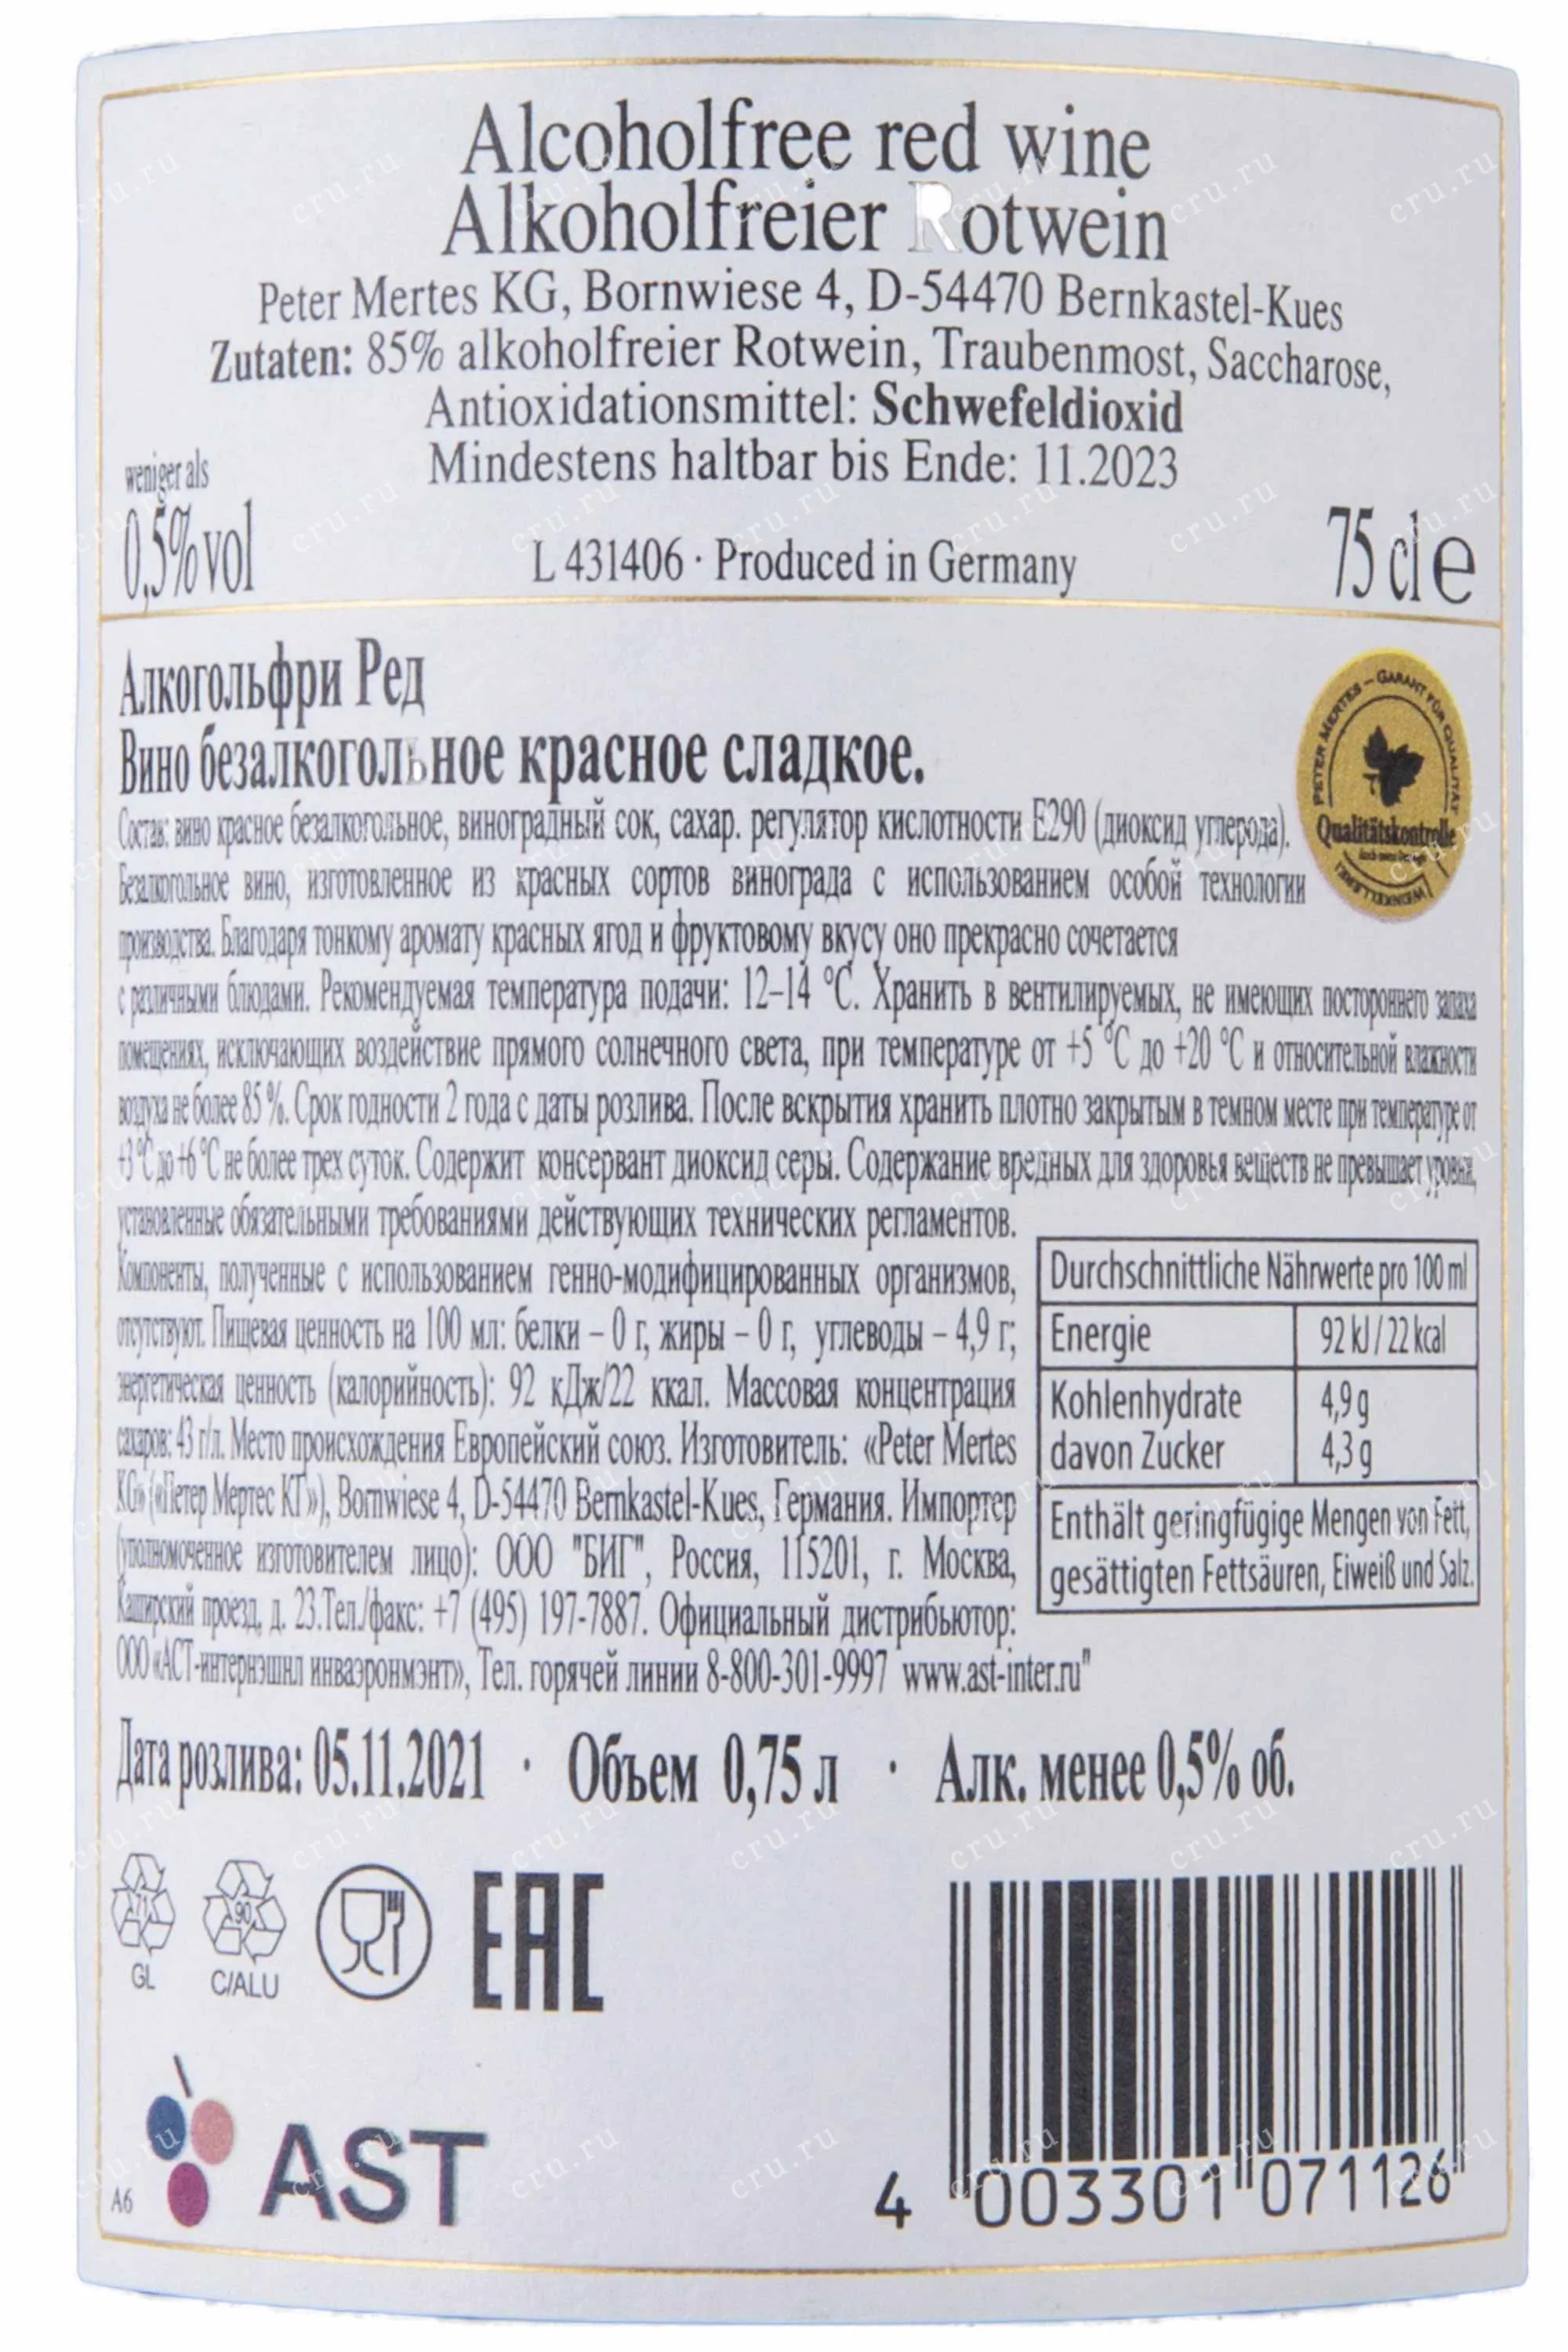 Alcoholfree red wine
Alkoholfreier Rotwein
Peter Mertes KG, Bornwiese 4, D-54470 Bernkastel-Kues
Zutaten: 85% alkoholfreier Rotwein, Traubenmost, Saccharose,
Antioxidationsmittel: Schwefeldioxid
Mindestens haltbar bis Ende: 11.2023
weniger als
0,5%vol
L 431406 · Produced in Germany
75 cl e
Алкогольфри Ред
Вино безалкогольное красное сладкое.
PETER MERTES – GARANT FÜR QUALITÄT
Qualitätskontrolle
WEINKELLEREI
Состав: вино красное безалкогольное, виноградный сок, сахар. регулятор кислотности Е290 (диоксид углерода).
Безалкогольное вино, изготовленное из красных сортов винограда с использованием особой технологии
производства. Благодаря тонкому аромату красных ягод и фруктовому вкусу оно прекрасно сочетается
с различными блюдами. Рекомендуемая температура подачи: 12–14 °С. Хранить в вентилируемых, не имеющих постороннего запаха
помещениях, исключающих воздействие прямого солнечного света, при температуре от +5 °С до +20 °С и относительной влажности
воздуха не более 85 %. Срок годности 2 года с даты розлива. После вскрытия хранить плотно закрытым в темном месте при температуре от
+3 °С до +6 °С не более трех суток. Содержит консервант диоксид серы. Содержание вредных для здоровья веществ не превышает уровни,
установленные обязательными требованиями действующих технических регламентов.
Компоненты, полученные с использованием генно-модифицированных организмов,
отсутствуют. Пищевая ценность на 100 мл: белки – 0 г, жиры – 0 г, углеводы – 4,9 г;
энергетическая ценность (калорийность): 92 кДж/22 ккал. Массовая концентрация
сахаров: 43 г/л. Место происхождения Европейский союз. Изготовитель: «Peter Mertes
KG» («Петер Мертес КГ»), Bornwiese 4, D-54470 Bernkastel-Kues, Германия. Импортер
(уполномоченное изготовителем лицо): ООО "БИГ", Россия, 115201, г. Москва,
Каширский проезд, д. 23.Тел./факс: +7 (495) 197-7887. Официальный дистрибьютор:
ООО «АСТ-интернэшнл инваэронмэнт», Тел. горячей линии 8-800-301-9997 www.ast-inter.ru"
Durchschnittliche Nährwerte pro 100 ml
Energie 92 kJ / 22 kcal
Kohlenhydrate 4,9 g
davon Zucker 4,3 g
Enthält geringfügige Mengen von Fett,
gesättigten Fettsäuren, Eiweiß und Salz.
Дата розлива: 05.11.2021 · Объем 0,75 л · Алк. менее 0,5% об.
71
GL
90
C/ALU
EAC
A6
AST
4 003301 071126
cru.ru